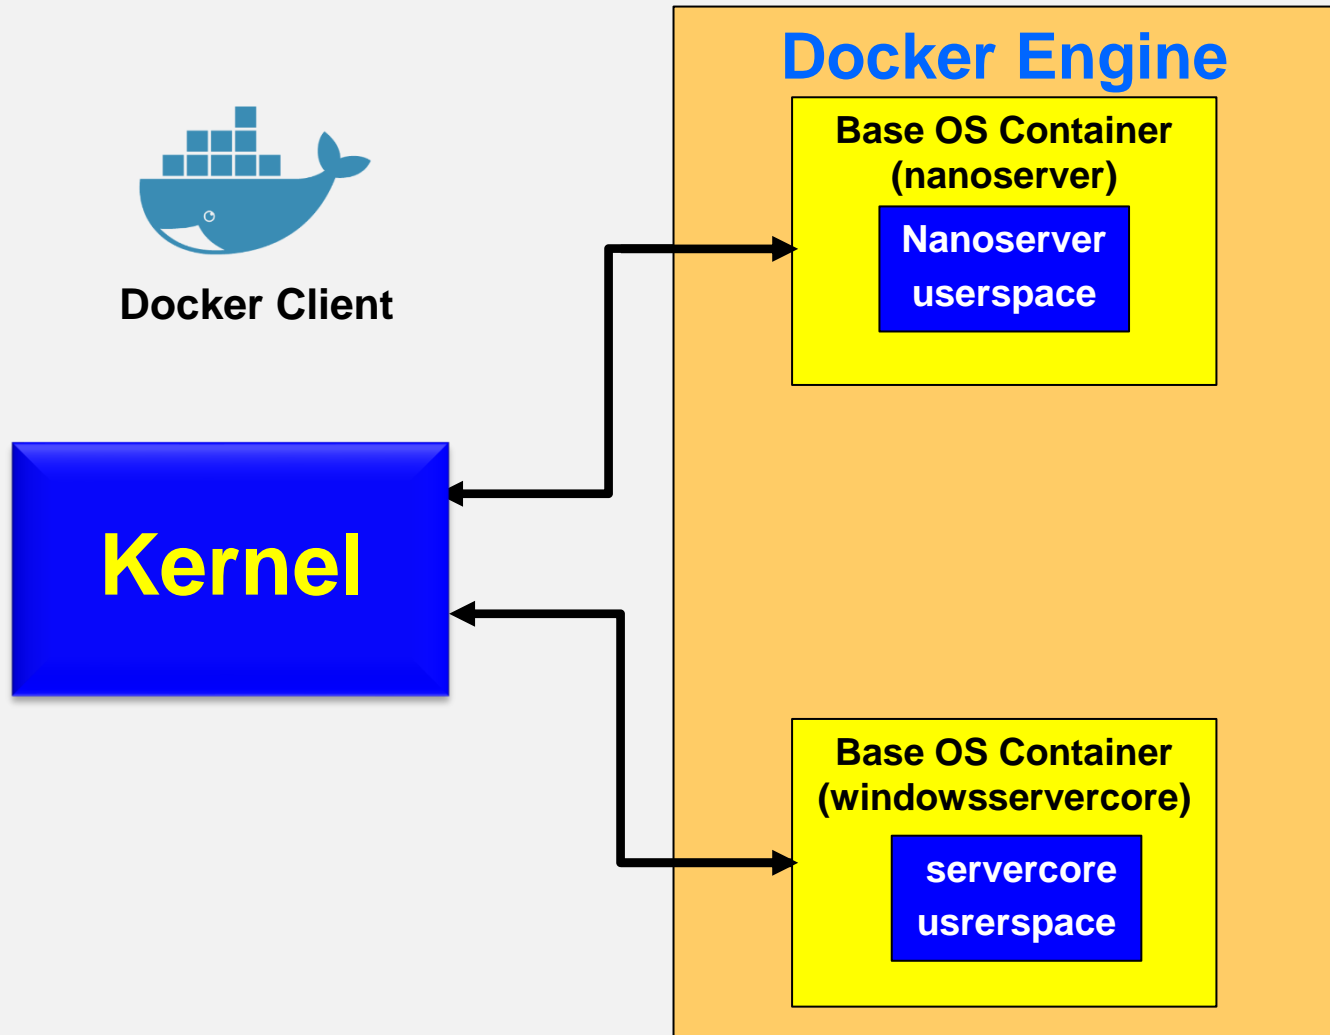 Docker Engine
Base OS Container
(nanoserver)
Nanoserver
userspace
Docker Client
Kernel
Base OS Container
(windowsservercore)
servercore
usrerspace